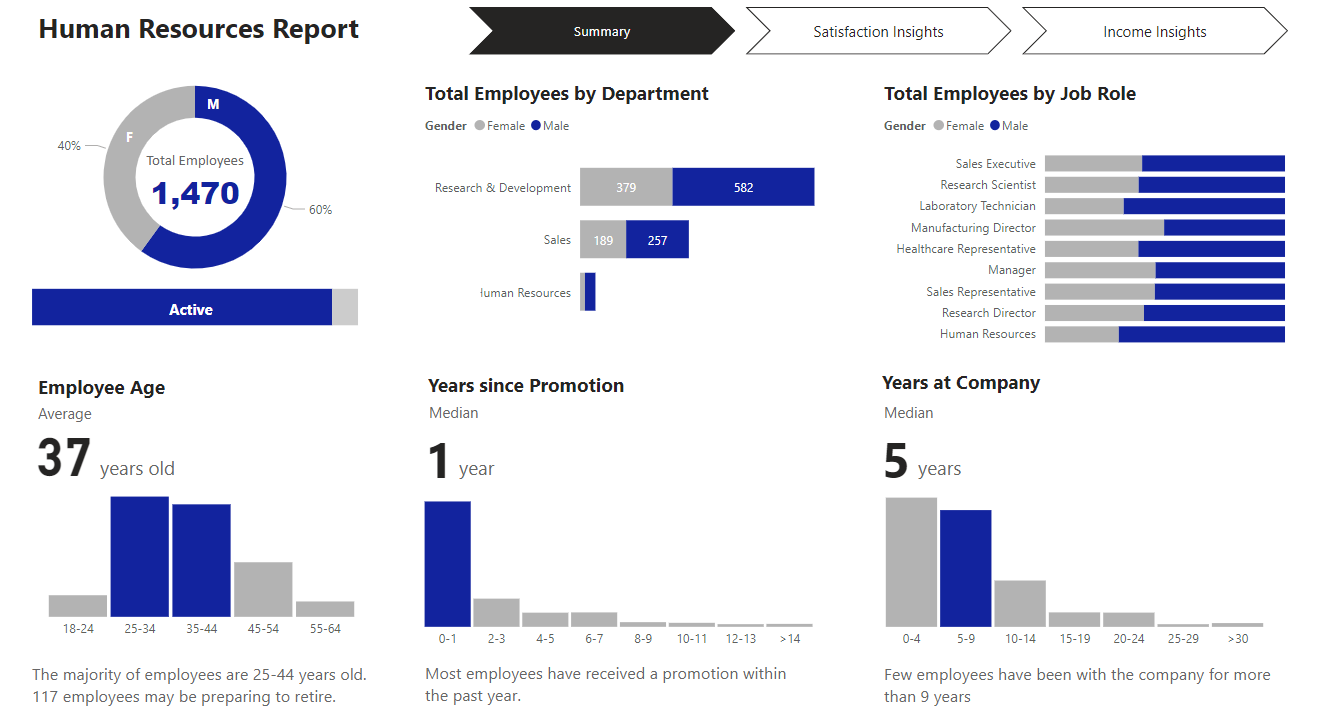 Human Resources Report
Summary
Satisfaction Insights
Income Insights
M
F
40%
Total Employees
1,470
60%
Active
Total Employees by Department
Gender Female Male
Research & Development 379 582
Sales 189 257
Human Resources
Total Employees by Job Role
Gender Female Male
Sales Executive
Research Scientist
Laboratory Technician
Manufacturing Director
Healthcare Representative
Manager
Sales Representative
Research Director
Human Resources
Employee Age
Average
37 years old
18-24 25-34 35-44 45-54 55-64
The majority of employees are 25-44 years old.
117 employees may be preparing to retire.
Years since Promotion
Median
1 year
0-1 2-3 4-5 6-7 8-9 10-11 12-13 >14
Most employees have received a promotion within
the past year.
Years at Company
Median
5 years
0-4 5-9 10-14 15-19 20-24 25-29 >30
Few employees have been with the company for more
than 9 years